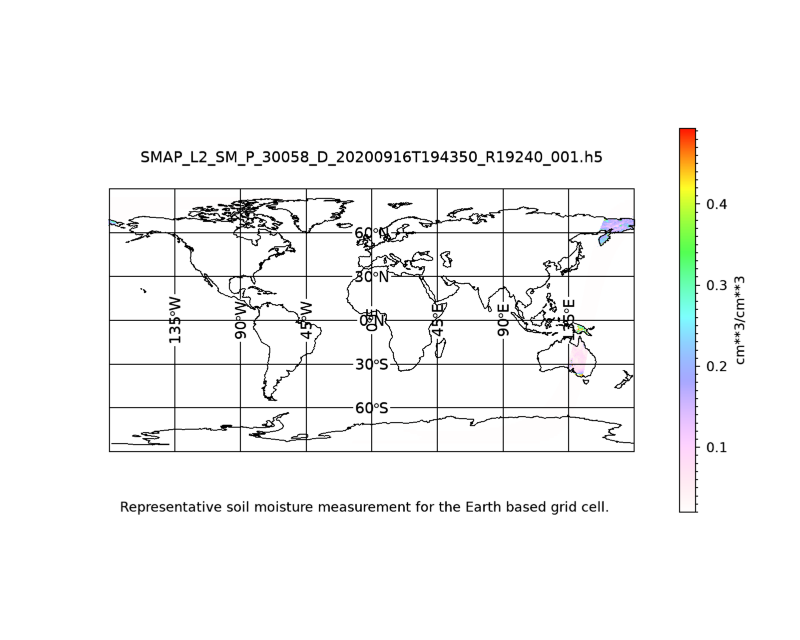 SMAP_L2_SM_P_30058_D_20200916T194350_R19240_001.h5
60°N
30°N
0°N
30°S
60°S
135°W
90°W
45°W
0°E
45°E
90°E
135°E
0.4
0.3
0.2
0.1
cm**3/cm**3
Representative soil moisture measurement for the Earth based grid cell.